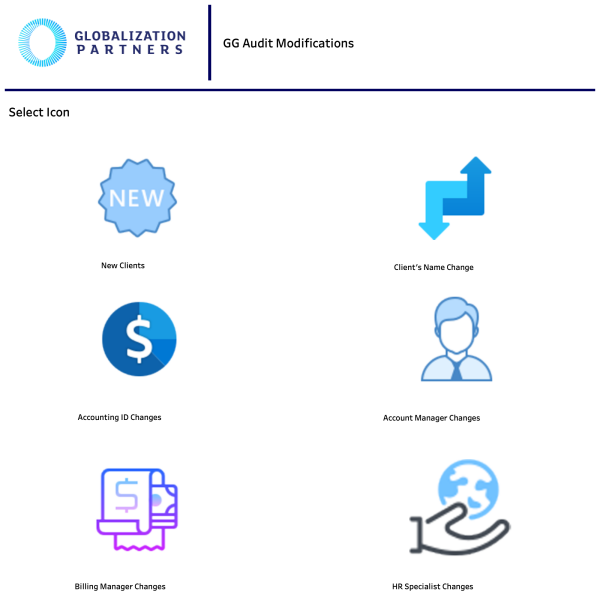 GLOBALIZATION
PARTNERS
GG Audit Modifications
Select Icon
NEW
New Clients
Client's Name Change
$
Accounting ID Changes
Account Manager Changes
$
Billing Manager Changes
HR Specialist Changes